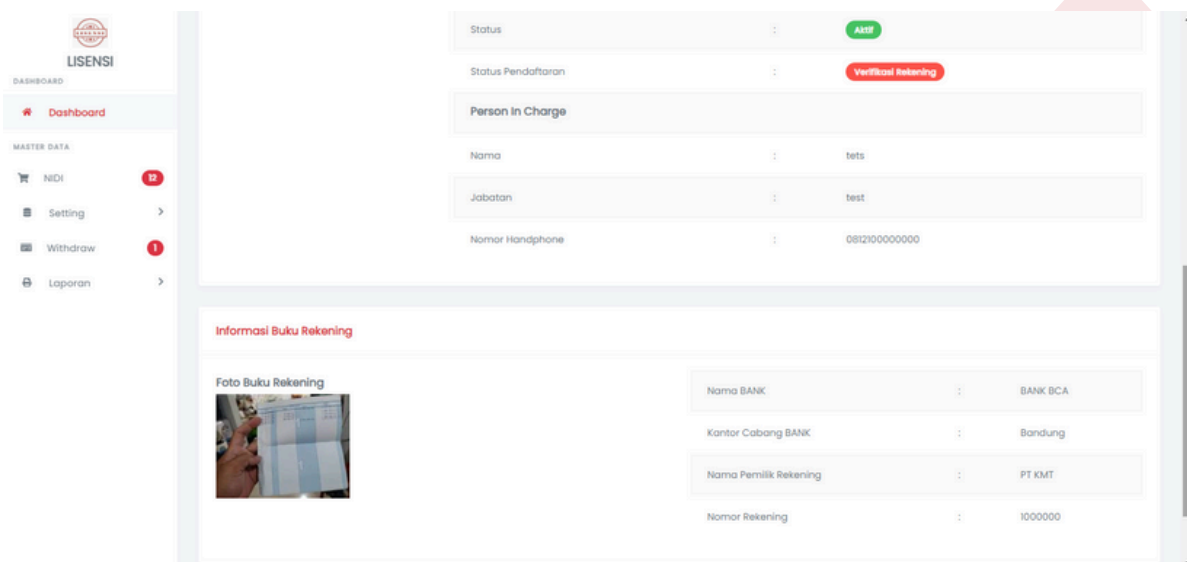 LISENSI
DASHBOARD
Dashboard
MASTER DATA
NIDI 12
Setting
Withdraw 1
Laporan
Status : Aktif
Status Pendaftaran : Verifikasi Rekening
Person In Charge
Nama : tets
Jabatan : test
Nomor Handphone : 0812100000000
Informasi Buku Rekening
Foto Buku Rekening
Nama BANK : BANK BCA
Kantor Cabang BANK : Bandung
Nama Pemilik Rekening : PT KMT
Nomor Rekening : 1000000